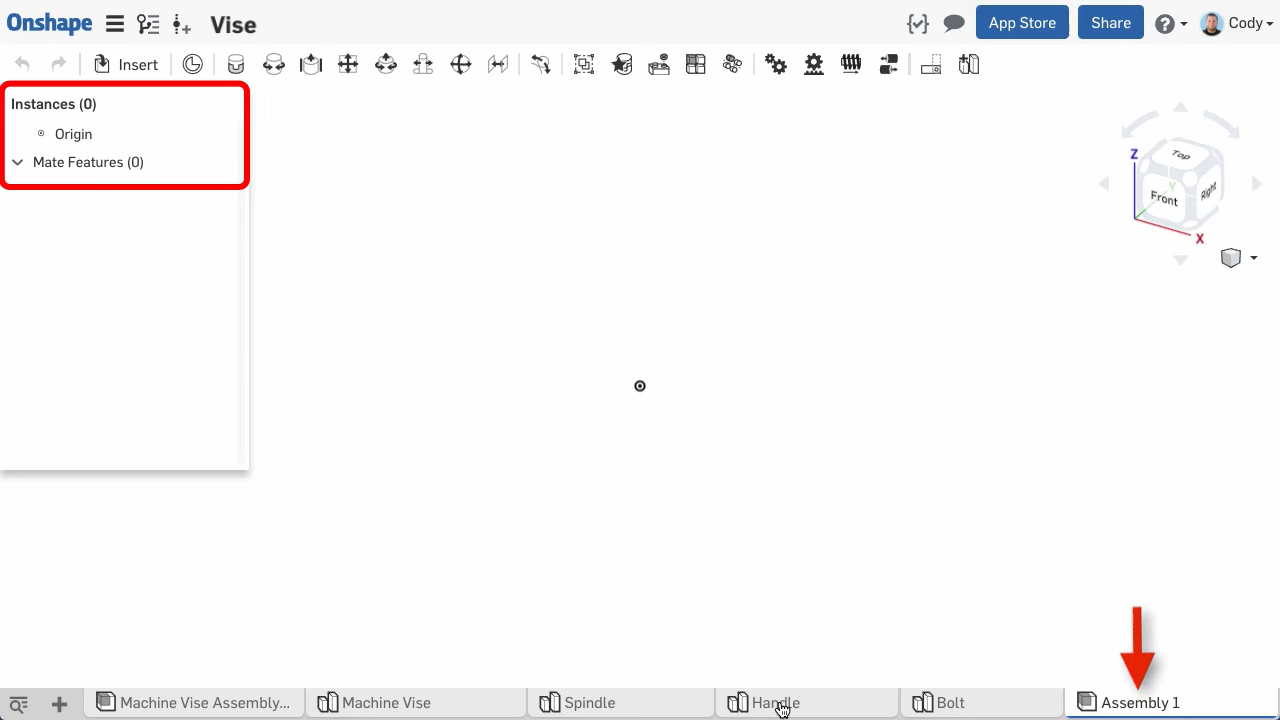 Onshape Vise App Store Share Cody
Insert
Instances (0)
Origin
Mate Features (0)
Z Top Y Front Right X
Machine Vise Assembly... Machine Vise Spindle Handle Bolt Assembly 1